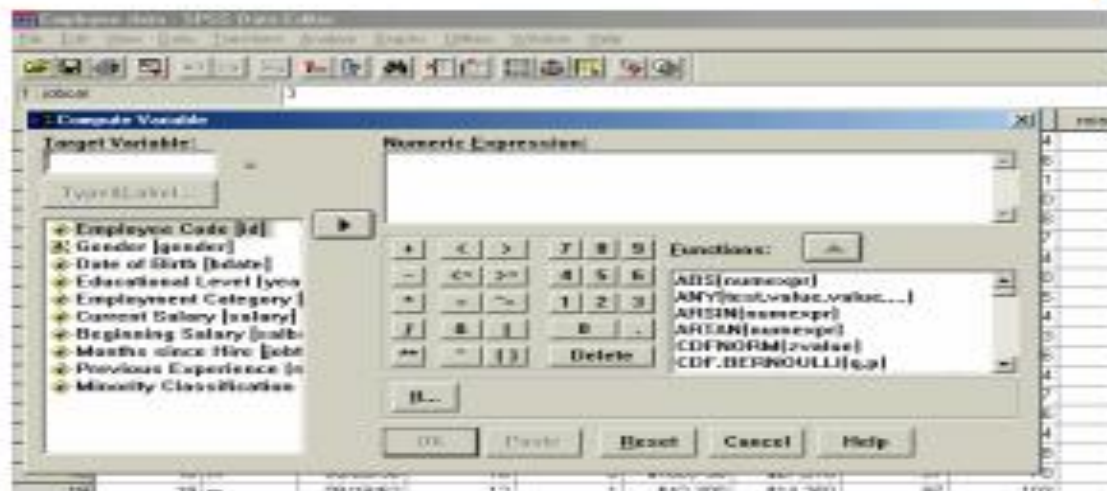 Employee data - SPSS Data Editor
File Edit View Data Transform Analyze Graphs Utilities Window Help
1 : jobcat 3
Compute Variable
Target Variable: Numeric Expression:
=
Type&Label...
Employee Code [id]
Gender [gender]
Date of Birth [bdate]
Educational Level [yea
Employment Category [
Current Salary [salary]
Beginning Salary [salb
Months since Hire [jobt
Previous Experience [
Minority Classification
+ < > 7 8 9 Functions:
- <= >= 4 5 6
* = ~= 1 2 3
/ & | 0 .
** ~ ( ) Delete
ABS(numexpr)
ANY(test,value,value,...)
ARSIN(numexpr)
ARTAN(numexpr)
CDFNORM(zvalue)
CDF.BERNOULLI(q,p)
If...
OK Paste Reset Cancel Help